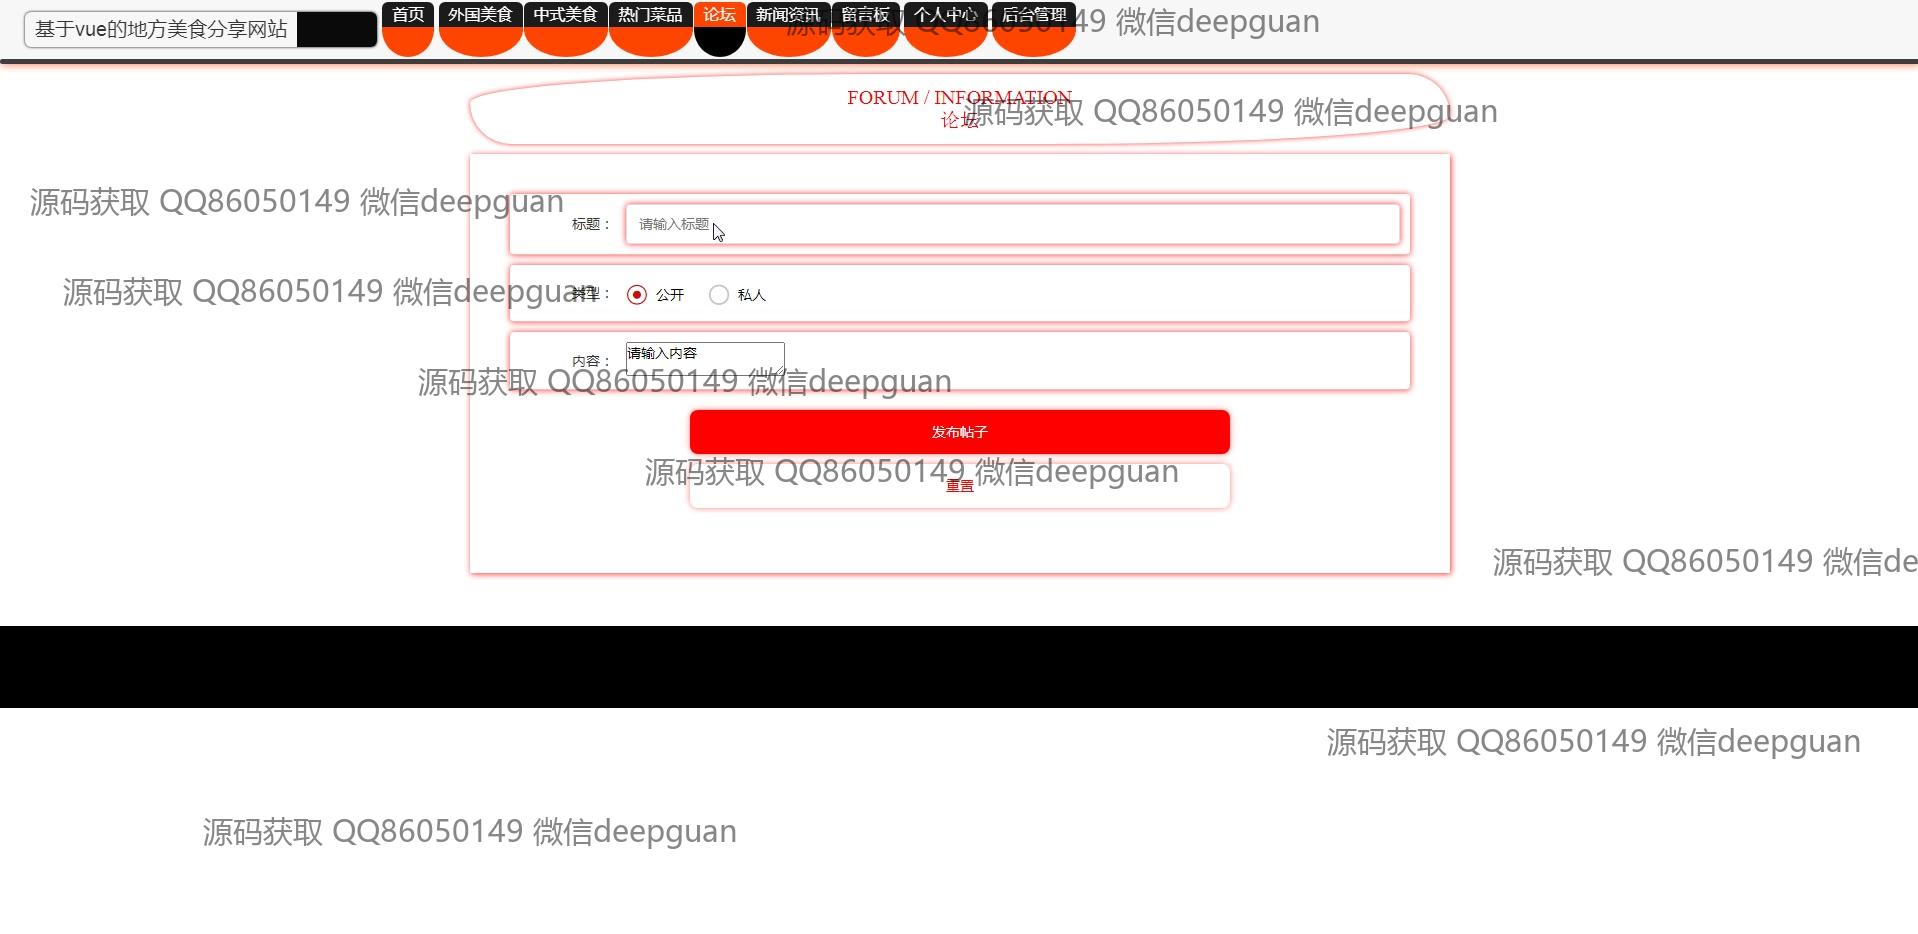 基于vue的地方美食分享网站
首页 外国美食 中式美食 热门菜品 论坛 新闻资讯 留言板 个人中心 后台管理
源码获取 QQ86050149 微信deepguan
FORUM / INFORMATION
论坛
源码获取 QQ86050149 微信deepguan
源码获取 QQ86050149 微信deepguan
标题： 请输入标题
源码获取 QQ86050149 微信deepguan
类型： 公开 私人
内容： 请输入内容
源码获取 QQ86050149 微信deepguan
发布帖子
源码获取 QQ86050149 微信deepguan
重置
源码获取 QQ86050149 微信de
源码获取 QQ86050149 微信deepguan
源码获取 QQ86050149 微信deepguan